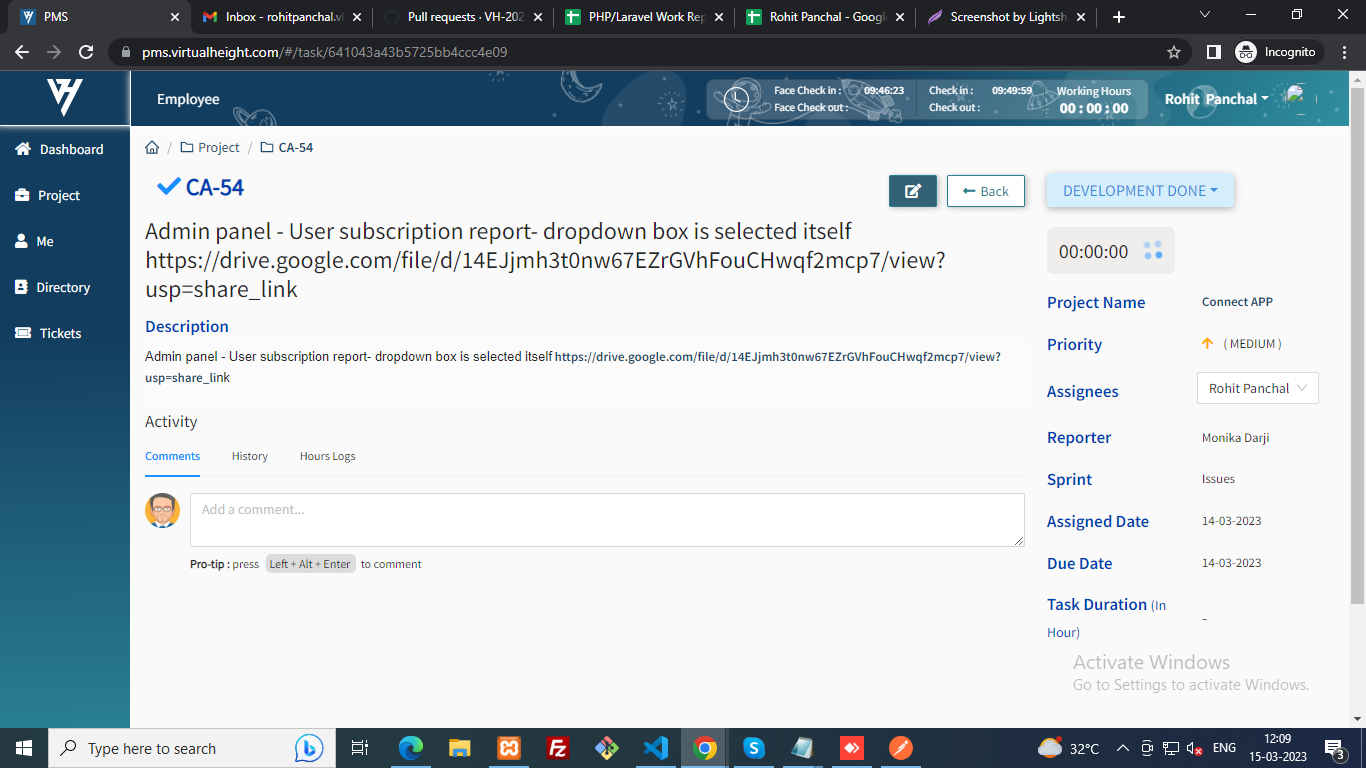 PMS
Inbox - rohitpanchal.vl
Pull requests · VH-202
PHP/Laravel Work Rep
Rohit Panchal - Googl
Screenshot by Lightsh
pms.virtualheight.com/#/task/641043a43b5725bb4ccc4e09
Incognito
Employee
Face Check in : 09:46:23
Face Check out :
Check in : 09:49:59
Check out :
Working Hours
00 : 00 : 00
Rohit Panchal
Dashboard
Project
Me
Directory
Tickets
/ Project / CA-54
CA-54
Back
DEVELOPMENT DONE
Admin panel - User subscription report- dropdown box is selected itself
https://drive.google.com/file/d/14EJjmh3t0nw67EZrGVhFouCHwqf2mcp7/view?
usp=share_link
00:00:00
Description
Admin panel - User subscription report- dropdown box is selected itself https://drive.google.com/file/d/14EJjmh3t0nw67EZrGVhFouCHwqf2mcp7/view?
usp=share_link
Activity
Comments History Hours Logs
Add a comment...
Pro-tip : press Left + Alt + Enter to comment
Project Name Connect APP
Priority ( MEDIUM )
Assignees Rohit Panchal
Reporter Monika Darji
Sprint Issues
Assigned Date 14-03-2023
Due Date 14-03-2023
Task Duration (In
Hour) -
Activate Windows
Go to Settings to activate Windows.
Type here to search
32°C
ENG
12:09
15-03-2023
3